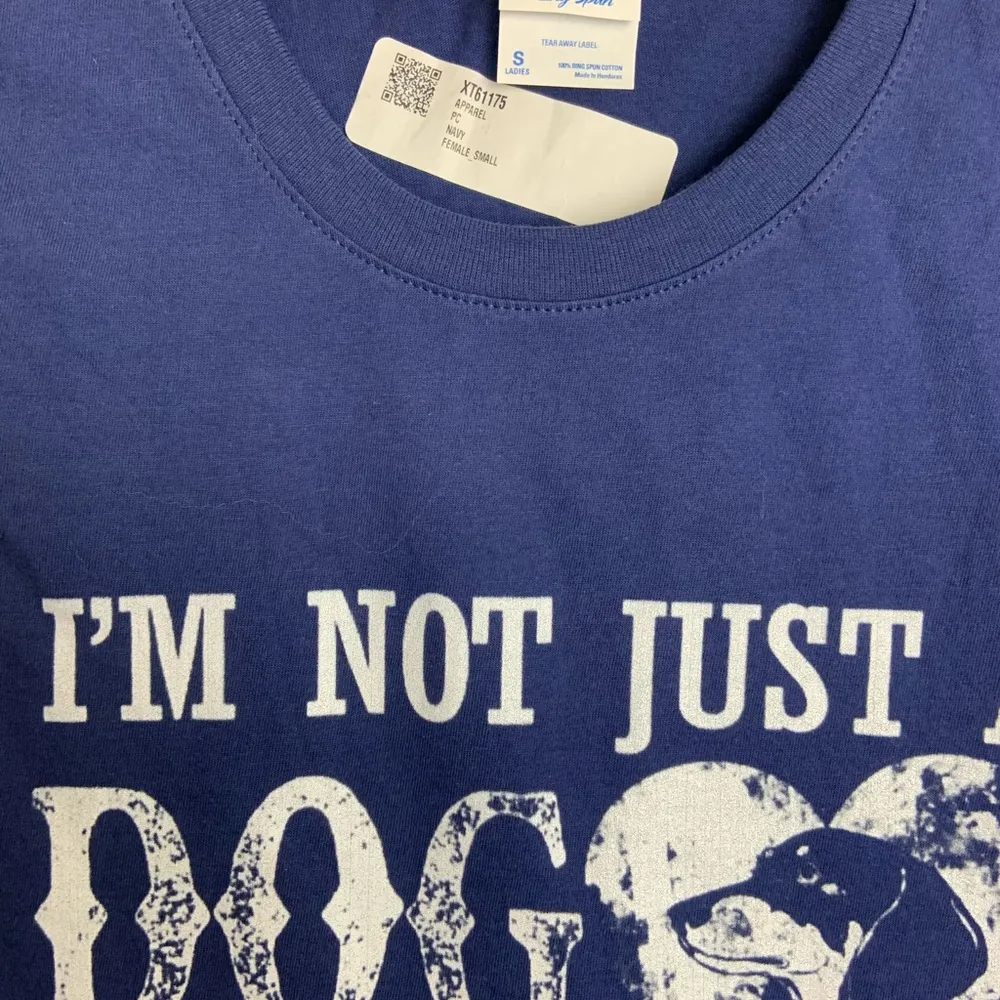 TEAR AWAY LABEL
S
LADIES
100% RING SPUN COTTON
Made In Honduras
XT61175
APPAREL
PC
NAVY
FEMALE_SMALL
I'M NOT JUST
DOG